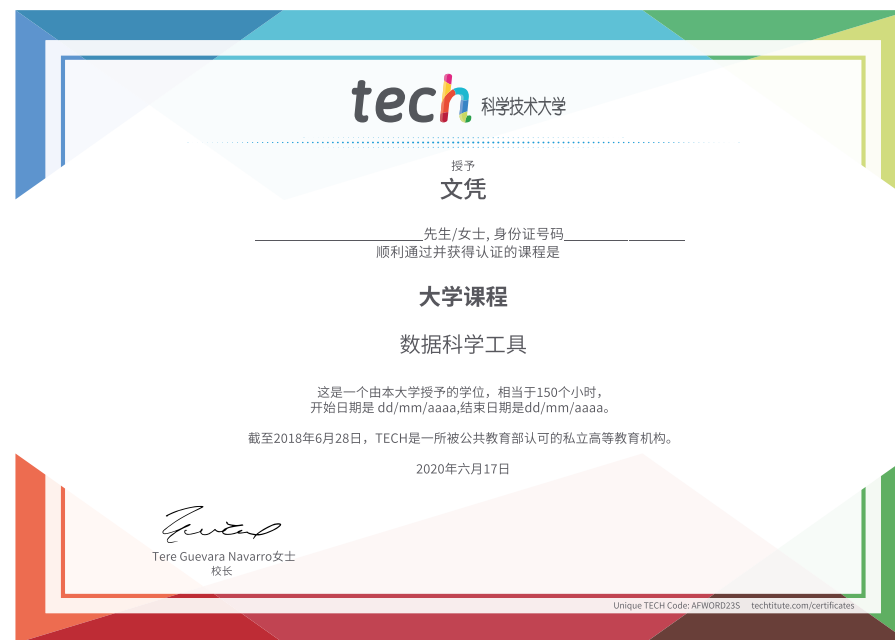 tech 科学技术大学
授予
文凭
先生/女士, 身份证号码
顺利通过并获得认证的课程是
大学课程
数据科学工具
这是一个由本大学授予的学位，相当于150个小时，
开始日期是 dd/mm/aaaa,结束日期是dd/mm/aaaa。
截至2018年6月28日，TECH是一所被公共教育部认可的私立高等教育机构。
2020年六月17日
Tere Guevara Navarro女士
校长
Unique TECH Code: AFWORD23S techtitute.com/certificates